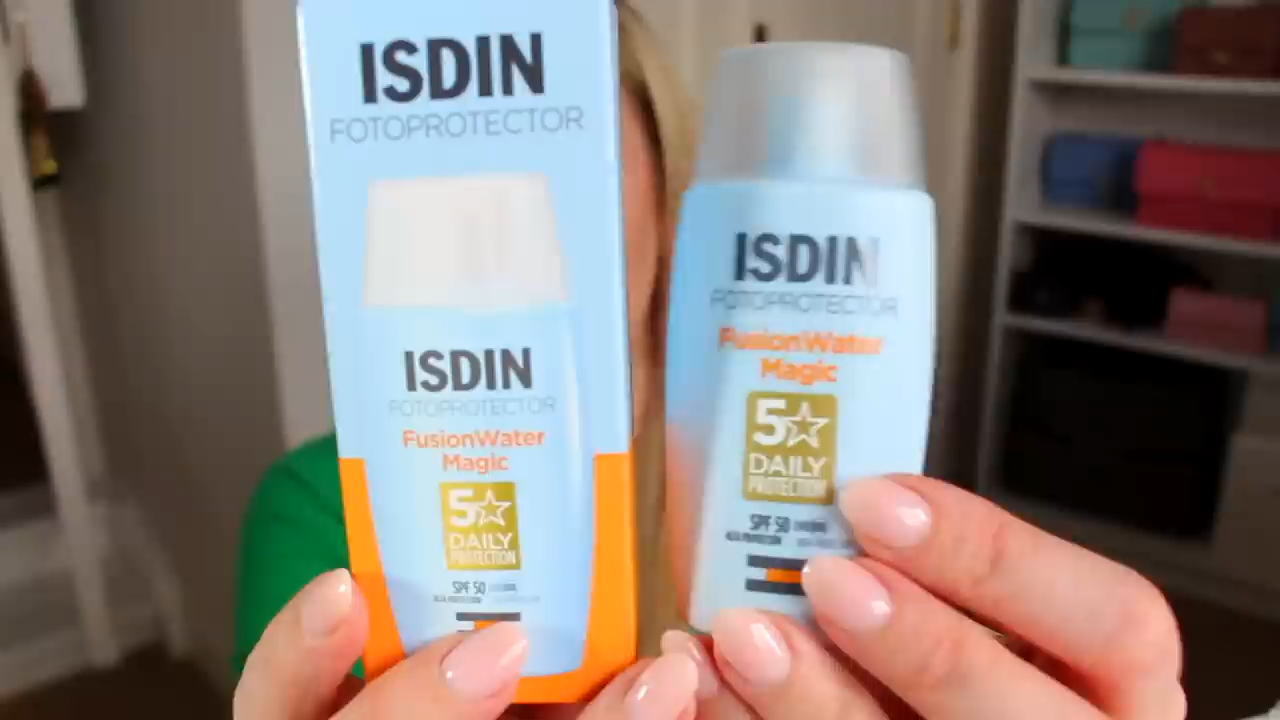 ISDIN
FOTOPROTECTOR
ISDIN
FOTOPROTECTOR
FusionWater
Magic
5☆
DAILY
PROTECTION
SPF 50
ISDIN
FOTOPROTECTOR
FusionWater
Magic
5☆
DAILY
PROTECTION
SPF 50